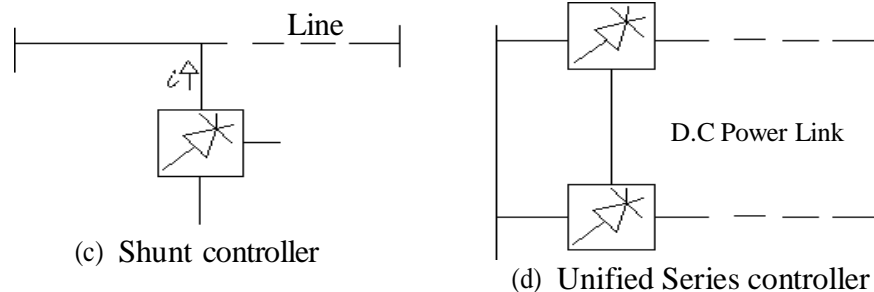 Line
i
D.C Power Link
(c) Shunt controller
(d) Unified Series controller